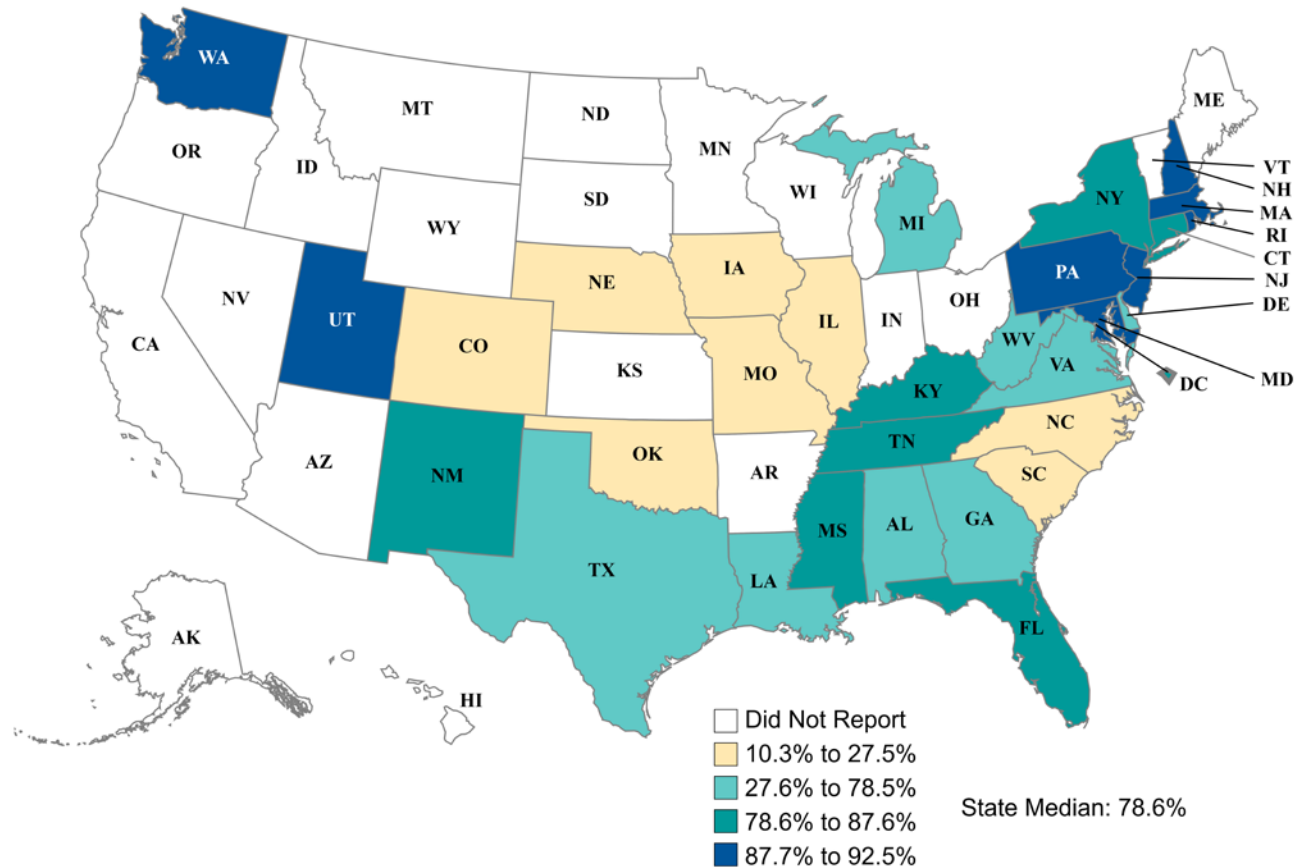 WA
ME
MT
ND
MN
OR
ID
VT
NH
WI
SD
NY
MA
MI
WY
RI
CT
PA
NJ
IA
NE
OH
DE
NV
IL
IN
UT
WV
CA
CO
VA
KS
MO
MD
KY
DC
NC
TN
OK
AZ
NM
AR
SC
MS
AL
GA
TX
LA
FL
AK
HI
Did Not Report
10.3% to 27.5%
27.6% to 78.5%
State Median: 78.6%
78.6% to 87.6%
87.7% to 92.5%